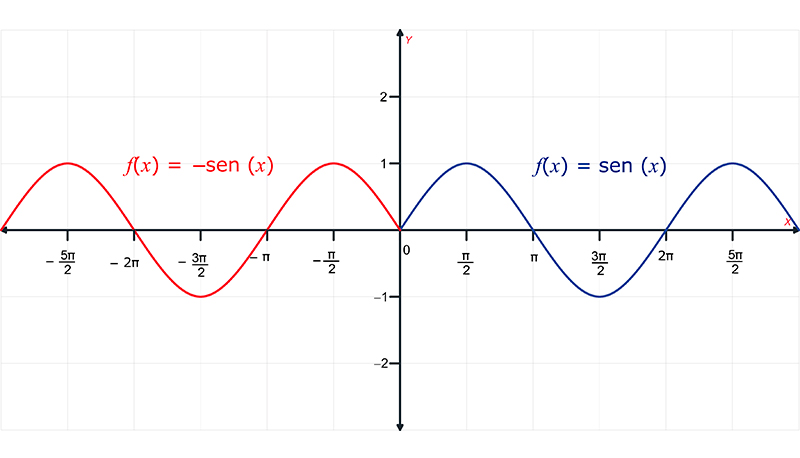 Y
2
f(x) = −sen (x)
1
f(x) = sen (x)
X
− 5π/2
− 2π
− 3π/2
− π
− π/2
0
π/2
π
3π/2
2π
5π/2
−1
−2